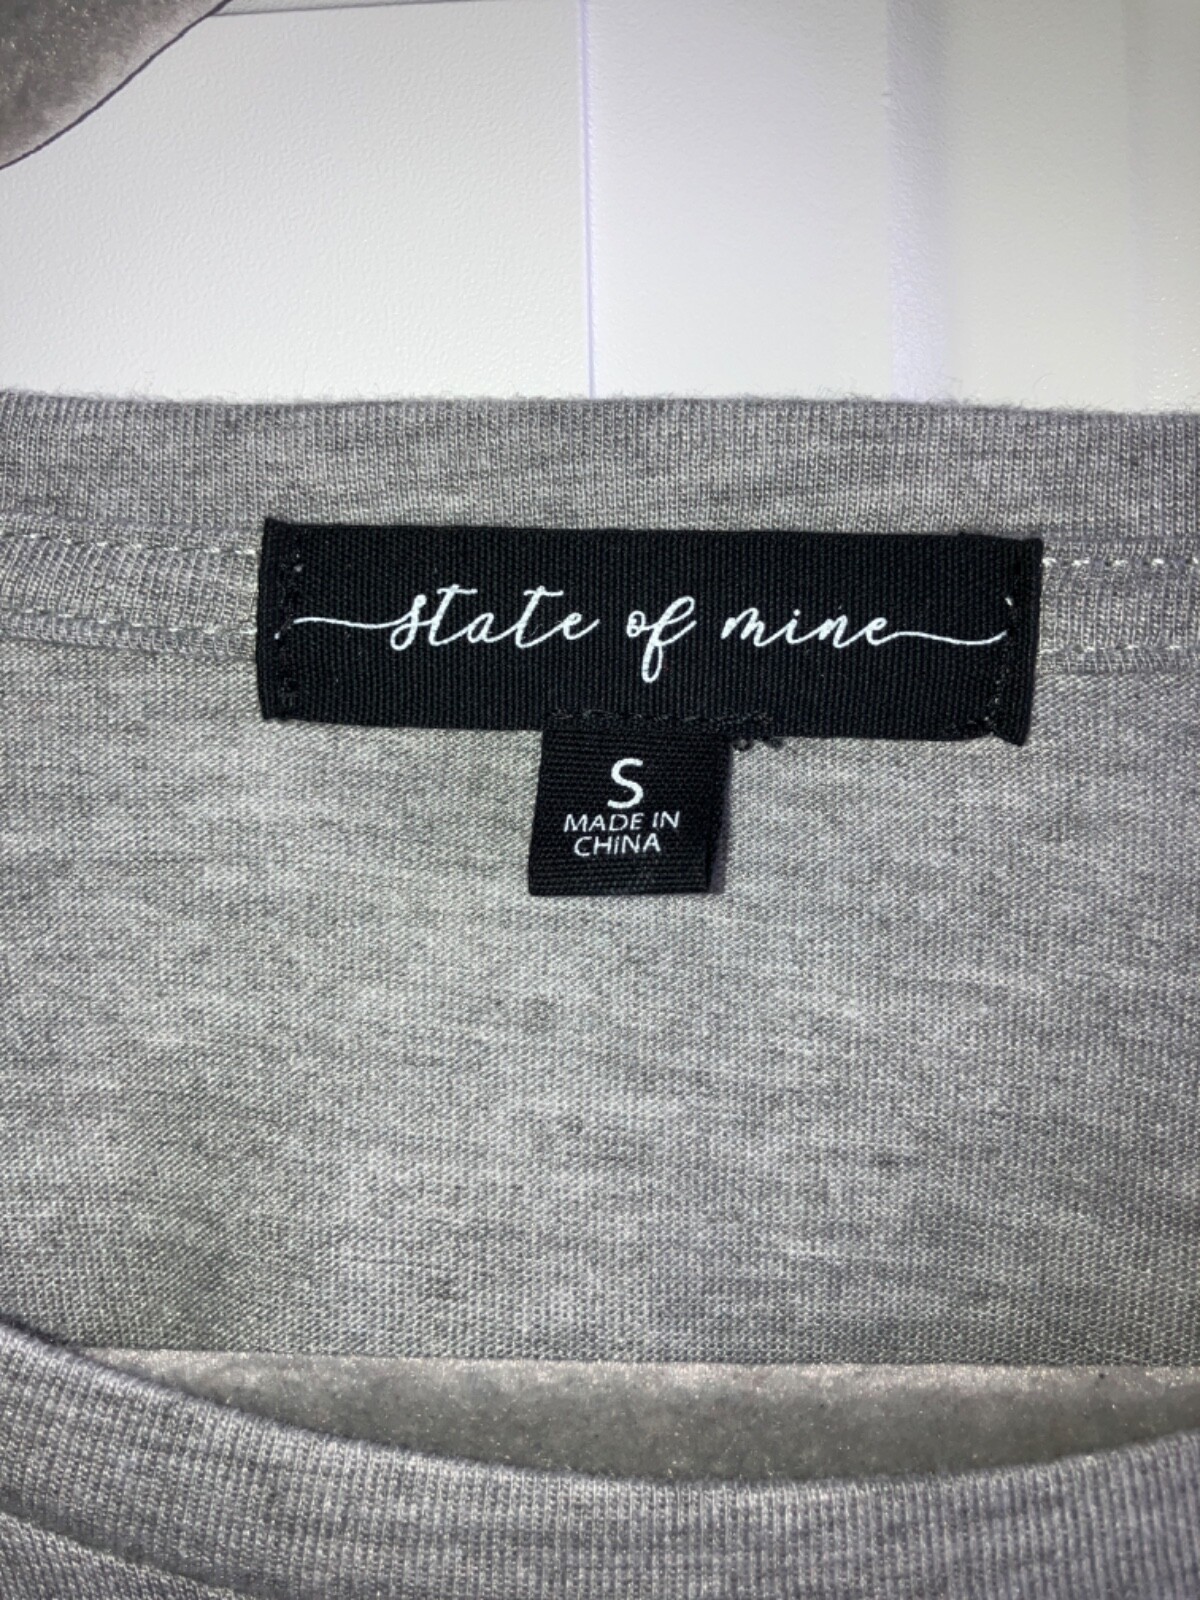 state of mine
S
MADE IN
CHINA